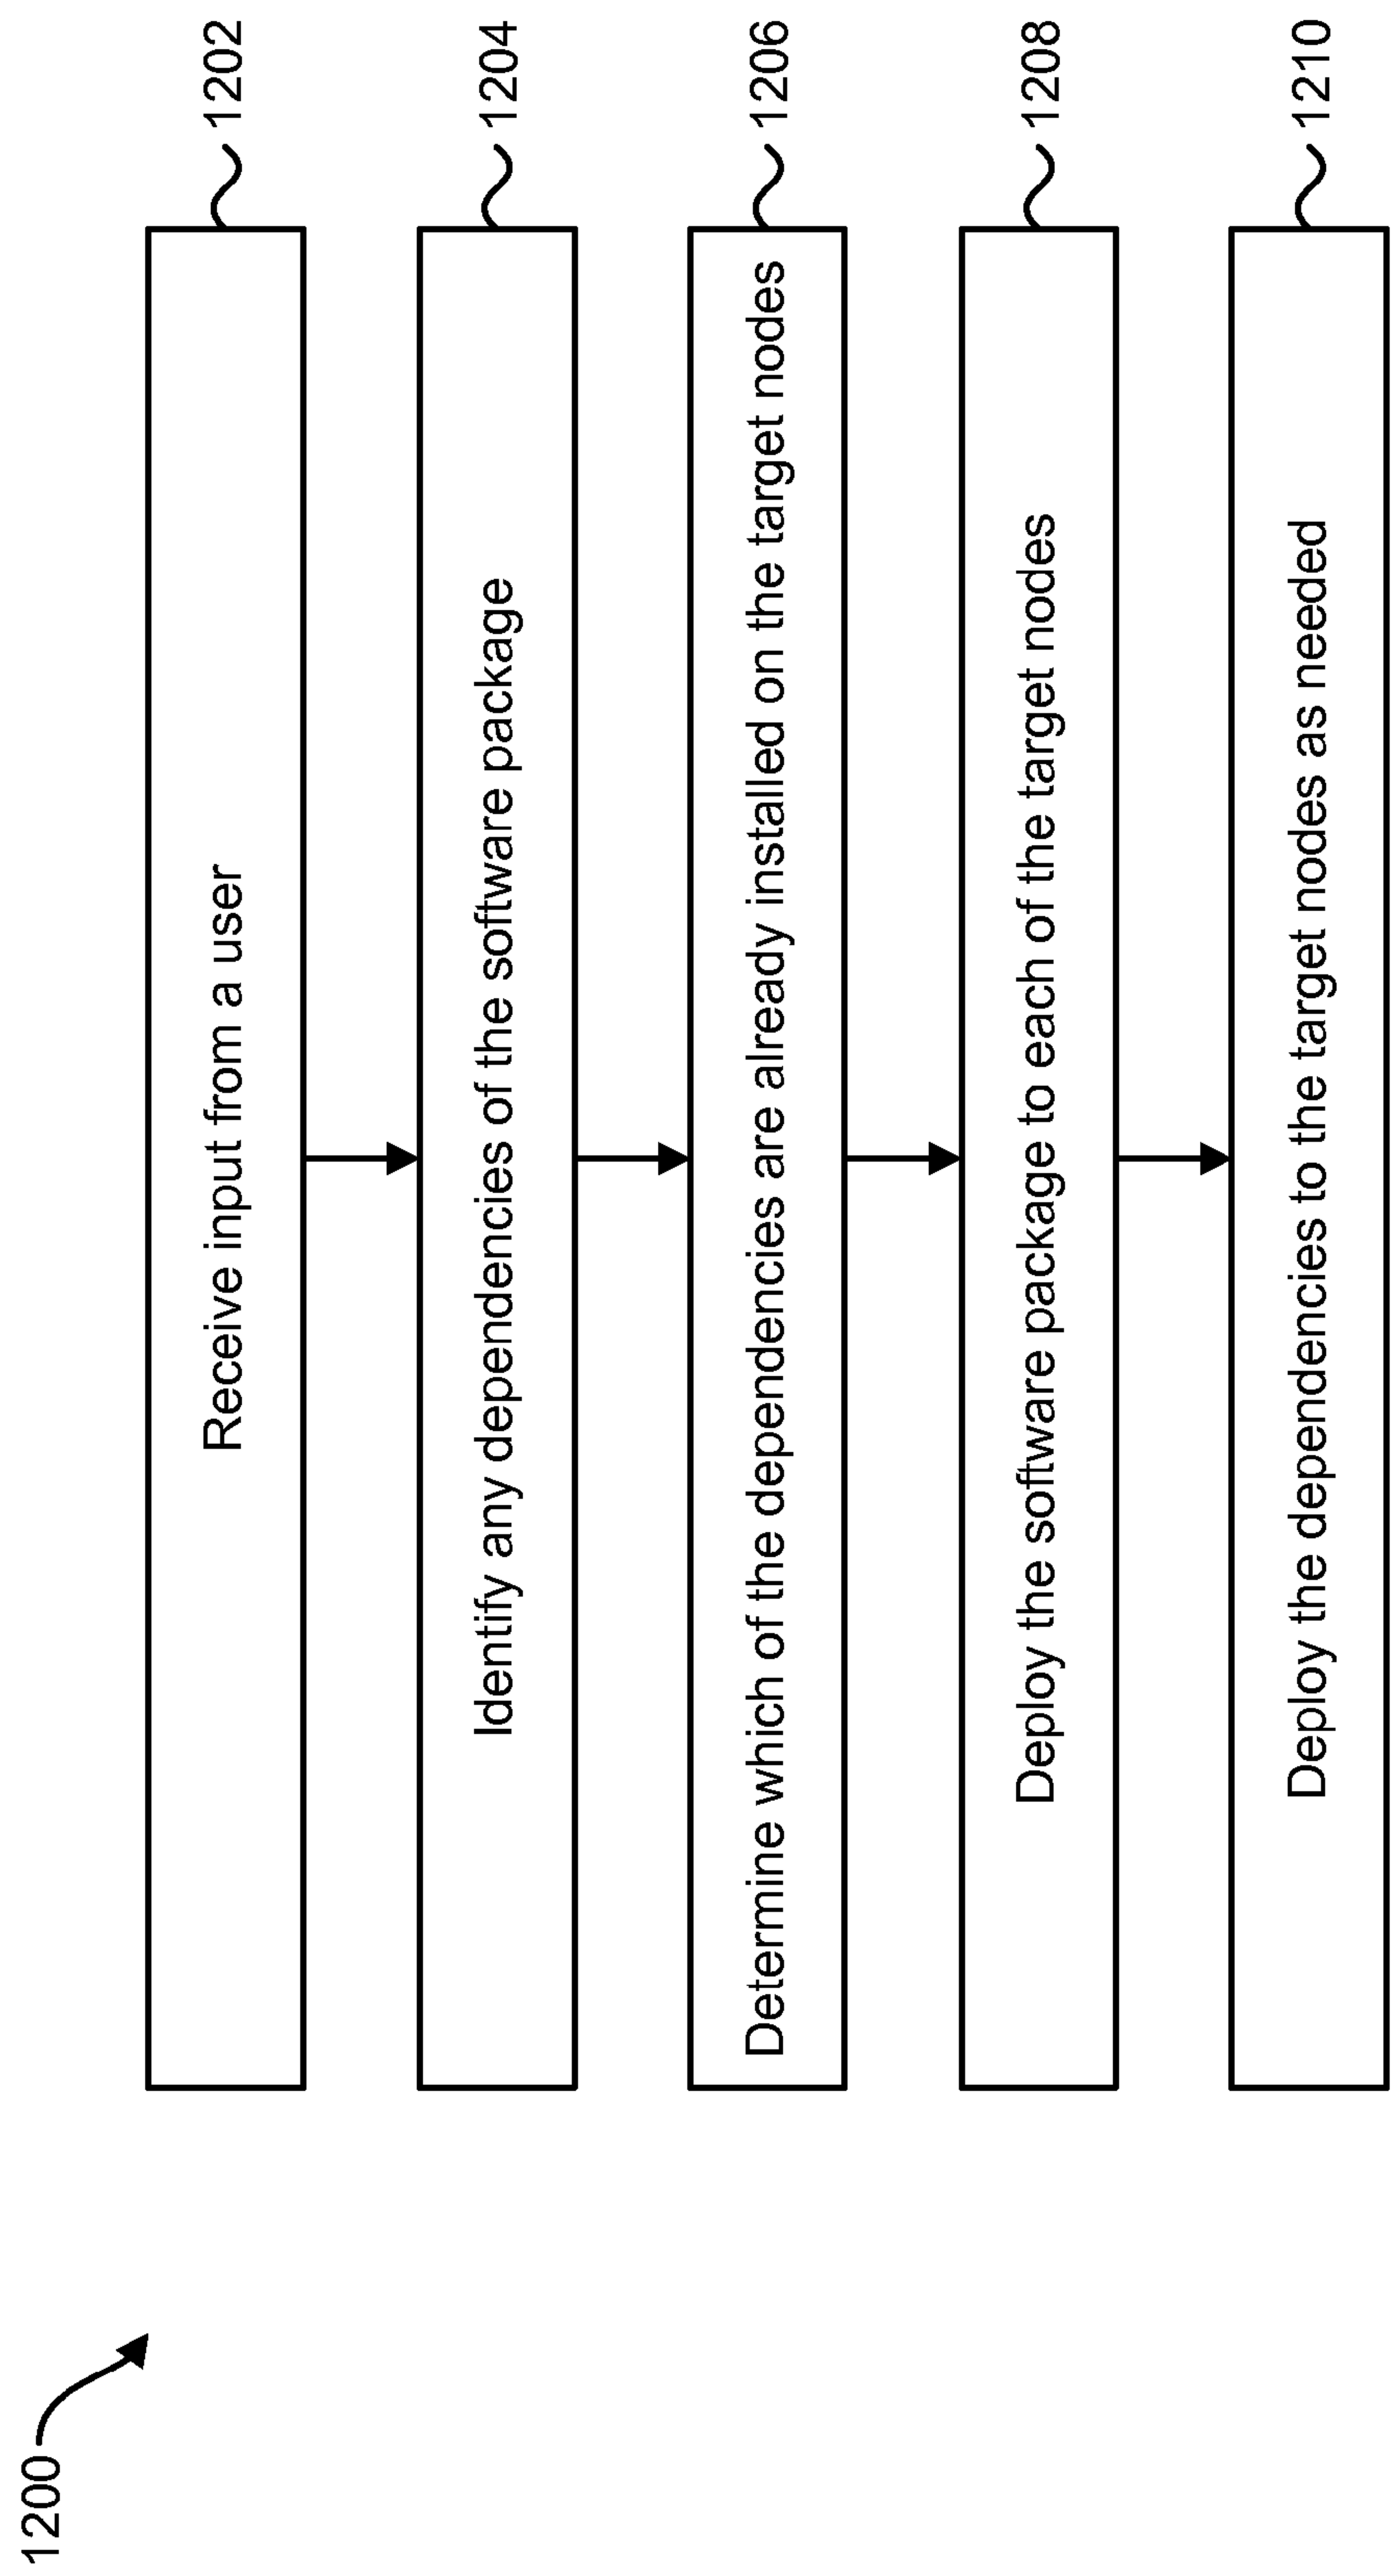 1200
Receive input from a user
1202
Identify any dependencies of the software package
1204
Determine which of the dependencies are already installed on the target nodes
1206
Deploy the software package to each of the target nodes
1208
Deploy the dependencies to the target nodes as needed
1210